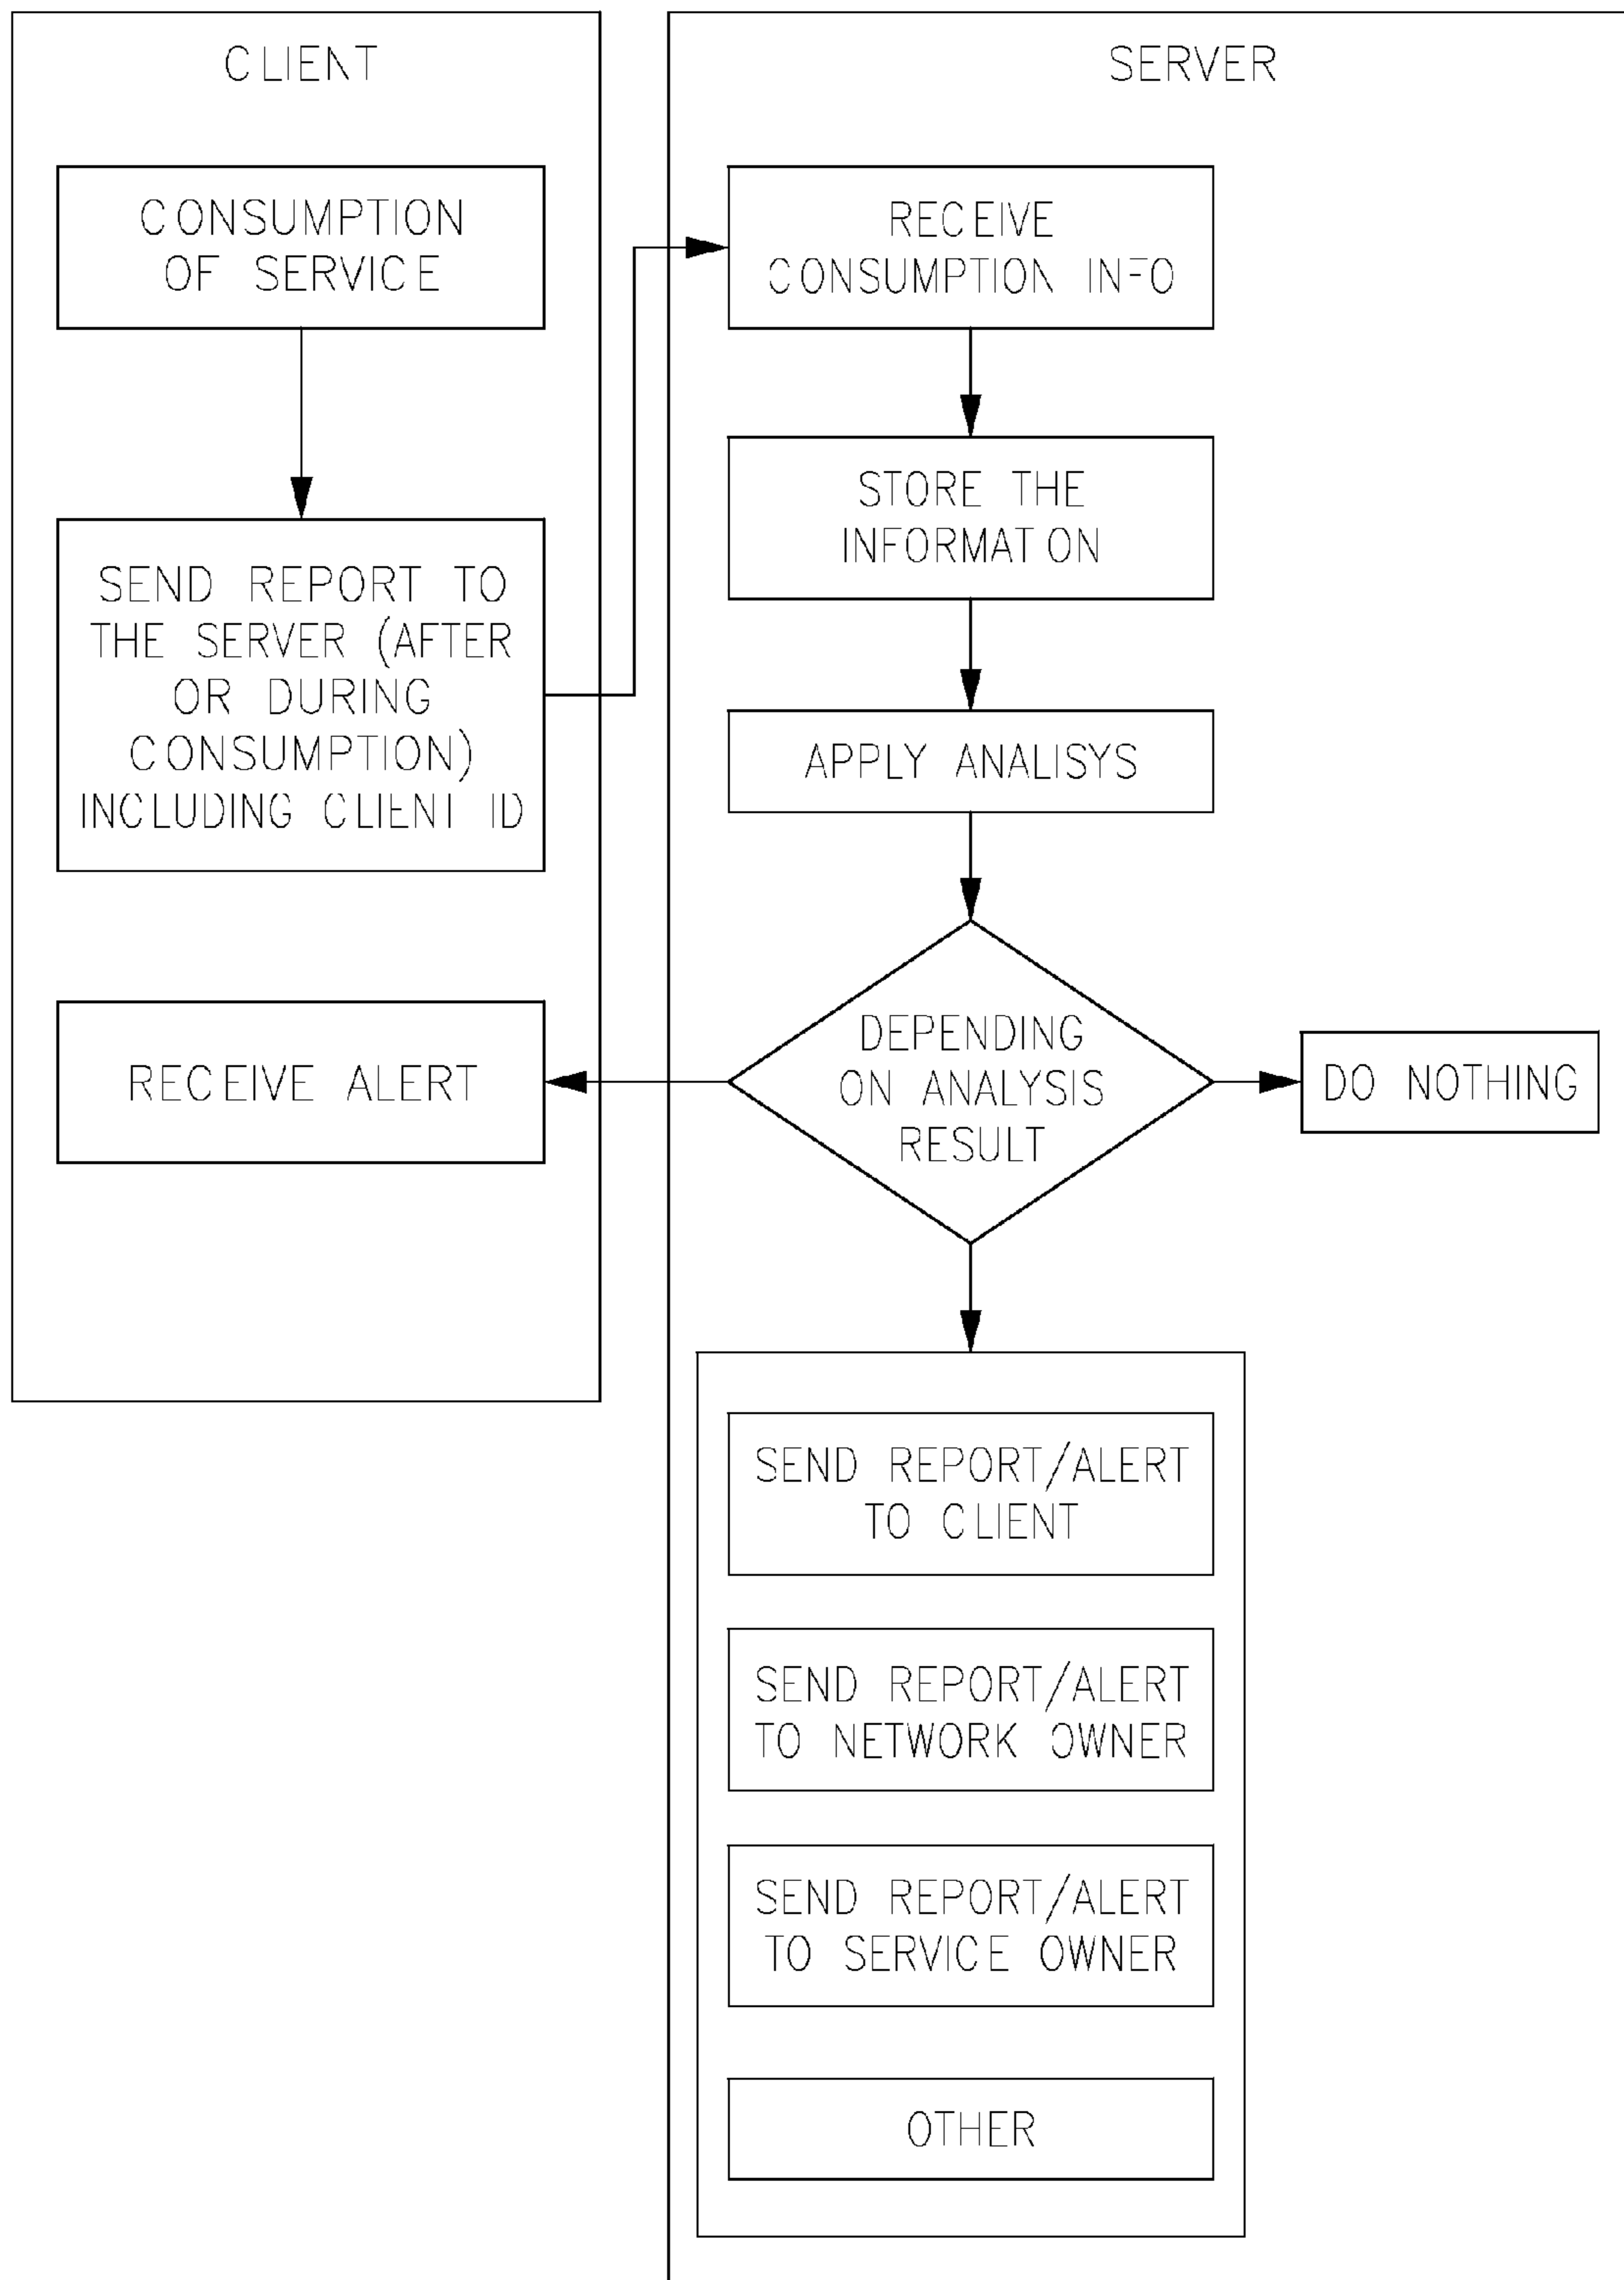 CLIENT
CONSUMPTION
OF SERVICE
SEND REPORT TO
THE SERVER (AFTER
OR DURING
CONSUMPTION)
INCLUDING CLIENT ID
RECEIVE ALERT
SERVER
RECEIVE
CONSUMPTION INFO
STORE THE
INFORMATION
APPLY ANALISYS
DEPENDING
ON ANALYSIS
RESULT
DO NOTHING
SEND REPORT/ALERT
TO CLIENT
SEND REPORT/ALERT
TO NETWORK OWNER
SEND REPORT/ALERT
TO SERVICE OWNER
OTHER